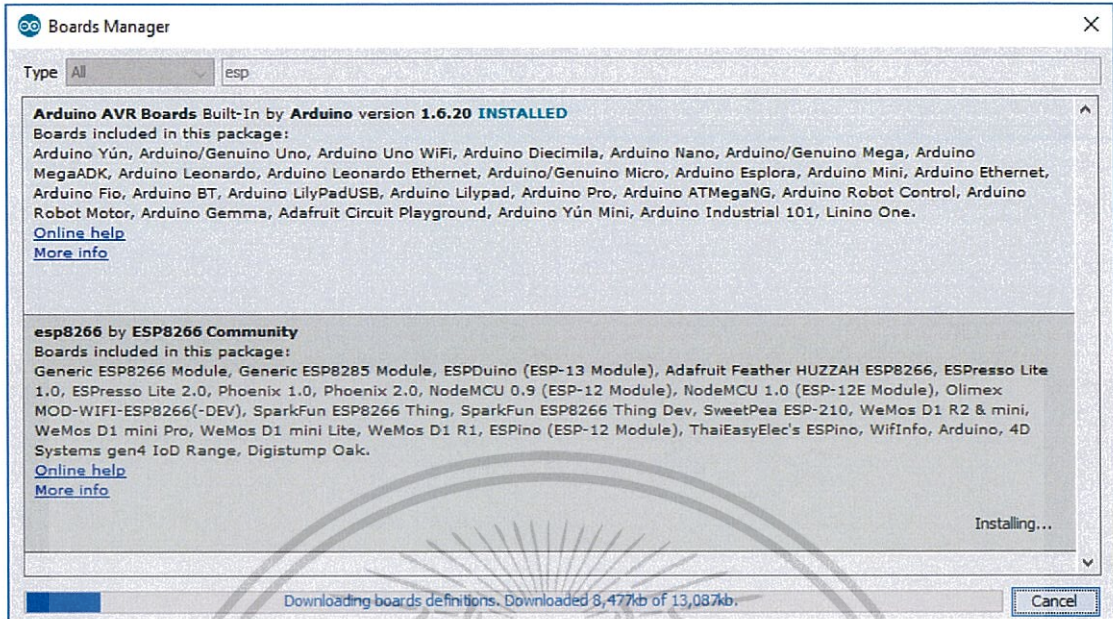 Boards Manager
Type All esp
Arduino AVR Boards Built-In by Arduino version 1.6.20 INSTALLED
Boards included in this package:
Arduino Yún, Arduino/Genuino Uno, Arduino Uno WiFi, Arduino Diecimila, Arduino Nano, Arduino/Genuino Mega, Arduino
MegaADK, Arduino Leonardo, Arduino Leonardo Ethernet, Arduino/Genuino Micro, Arduino Esplora, Arduino Mini, Arduino Ethernet,
Arduino Fio, Arduino BT, Arduino LilyPadUSB, Arduino Lilypad, Arduino Pro, Arduino ATMegaNG, Arduino Robot Control, Arduino
Robot Motor, Arduino Gemma, Adafruit Circuit Playground, Arduino Yún Mini, Arduino Industrial 101, Linino One.
Online help
More info
esp8266 by ESP8266 Community
Boards included in this package:
Generic ESP8266 Module, Generic ESP8285 Module, ESPDuino (ESP-13 Module), Adafruit Feather HUZZAH ESP8266, ESPresso Lite
1.0, ESPresso Lite 2.0, Phoenix 1.0, Phoenix 2.0, NodeMCU 0.9 (ESP-12 Module), NodeMCU 1.0 (ESP-12E Module), Olimex
MOD-WIFI-ESP8266(-DEV), SparkFun ESP8266 Thing, SparkFun ESP8266 Thing Dev, SweetPea ESP-210, WeMos D1 R2 & mini,
WeMos D1 mini Pro, WeMos D1 mini Lite, WeMos D1 R1, ESPino (ESP-12 Module), ThaiEasyElec's ESPino, WifInfo, Arduino, 4D
Systems gen4 IoD Range, Digistump Oak.
Online help
More info
Installing...
Downloading boards definitions. Downloaded 8,477kb of 13,087kb.
Cancel